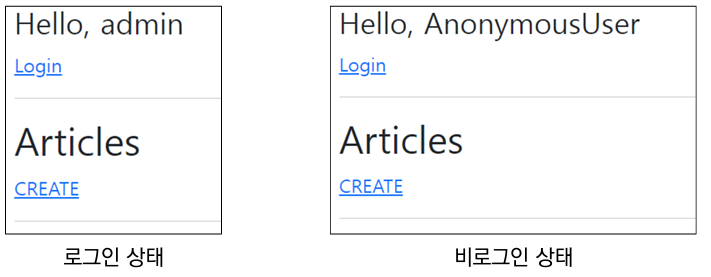 Hello, admin
Login
Articles
CREATE
로그인 상태
Hello, AnonymousUser
Login
Articles
CREATE
비로그인 상태